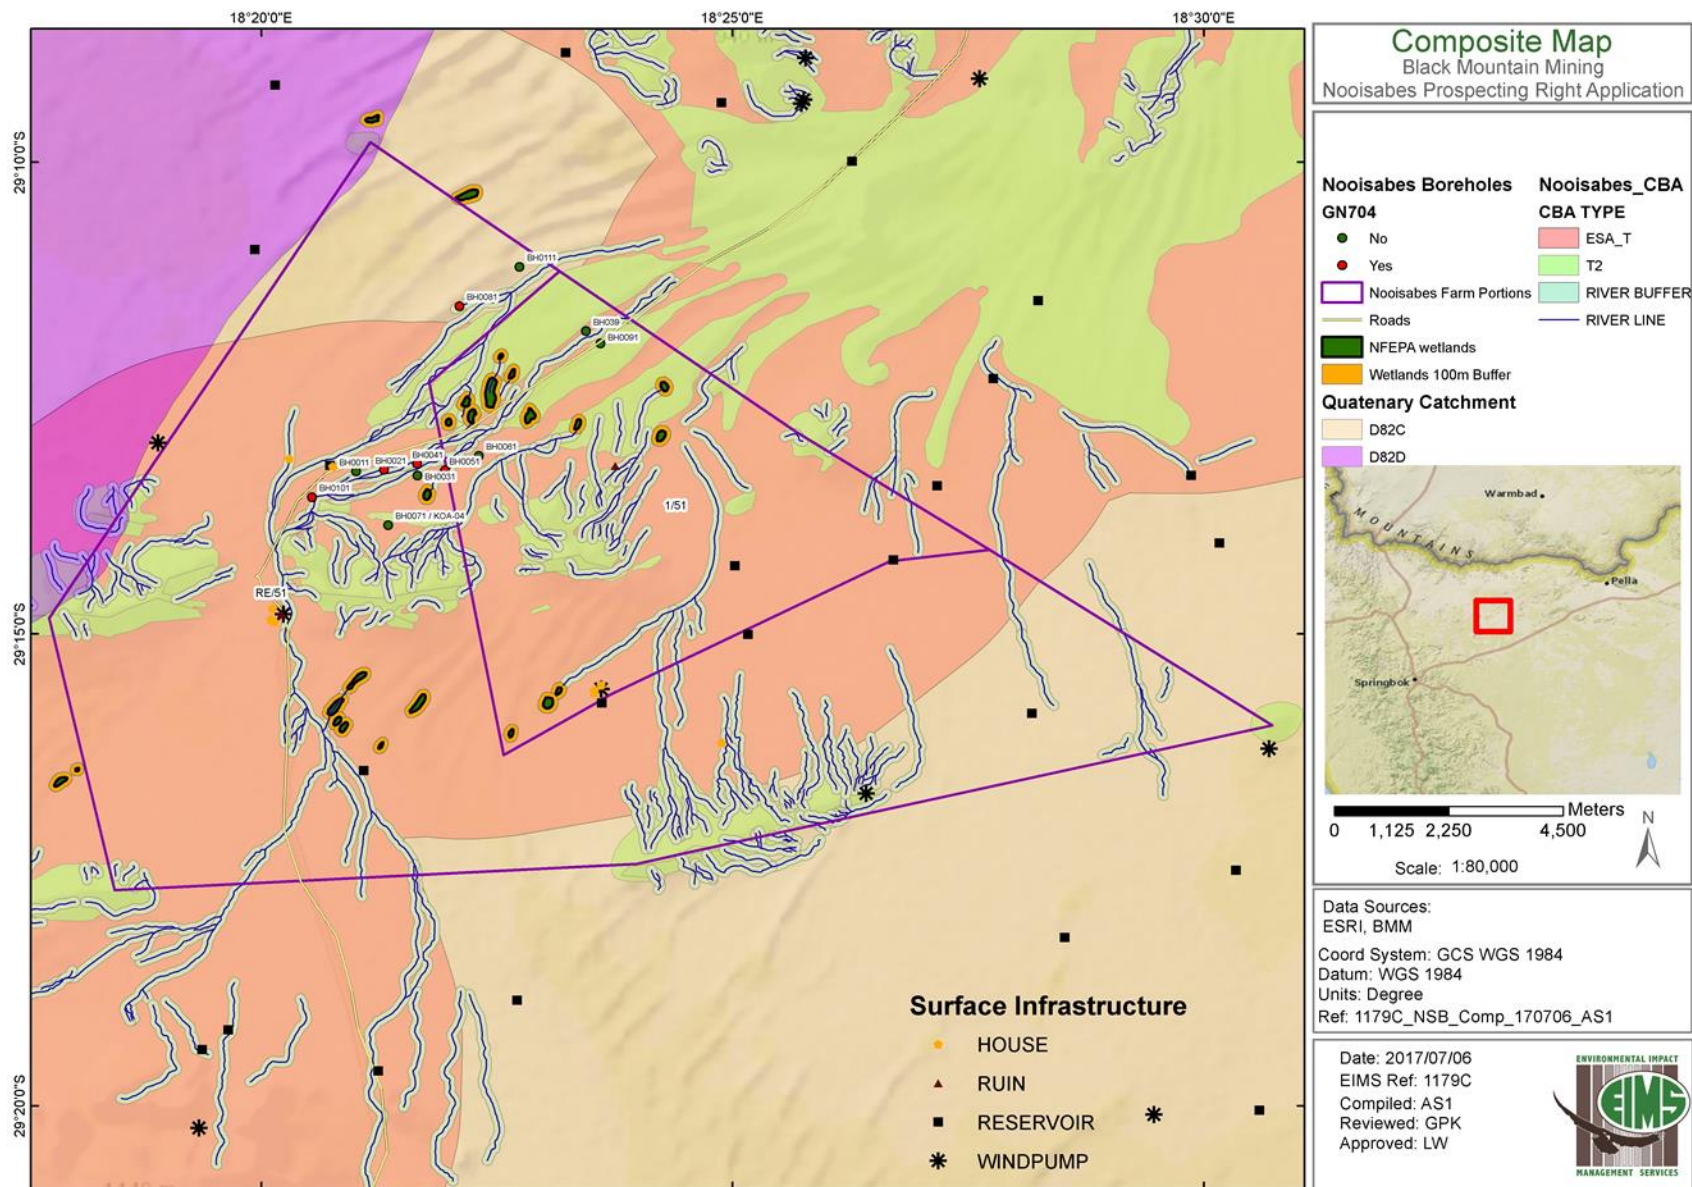 18°20'0"E
18°25'0"E
18°30'0"E
29°10'0"S
29°15'0"S
29°20'0"S
BH0111
BH0081
BH039
BH0091
BH0061
BH0041
BH0021
BH0011
BH0051
BH0031
BH0101
BH0071 / KOA-04
1/51
RE/51
Surface Infrastructure
HOUSE
RUIN
RESERVOIR
WINDPUMP
Composite Map
Black Mountain Mining
Nooisabes Prospecting Right Application
Nooisabes Boreholes
GN704
No
Yes
Nooisabes Farm Portions
Roads
NFEPA wetlands
Wetlands 100m Buffer
Quatenary Catchment
D82C
D82D
Nooisabes_CBA
CBA TYPE
ESA_T
T2
RIVER BUFFER
RIVER LINE
Warmbad
MOUNTAINS
Pella
Springbok
Meters
0 1,125 2,250 4,500
N
Scale: 1:80,000
Data Sources:
ESRI, BMM
Coord System: GCS WGS 1984
Datum: WGS 1984
Units: Degree
Ref: 1179C_NSB_Comp_170706_AS1
Date: 2017/07/06
EIMS Ref: 1179C
Compiled: AS1
Reviewed: GPK
Approved: LW
ENVIRONMENTAL IMPACT
EIMS
MANAGEMENT SERVICES